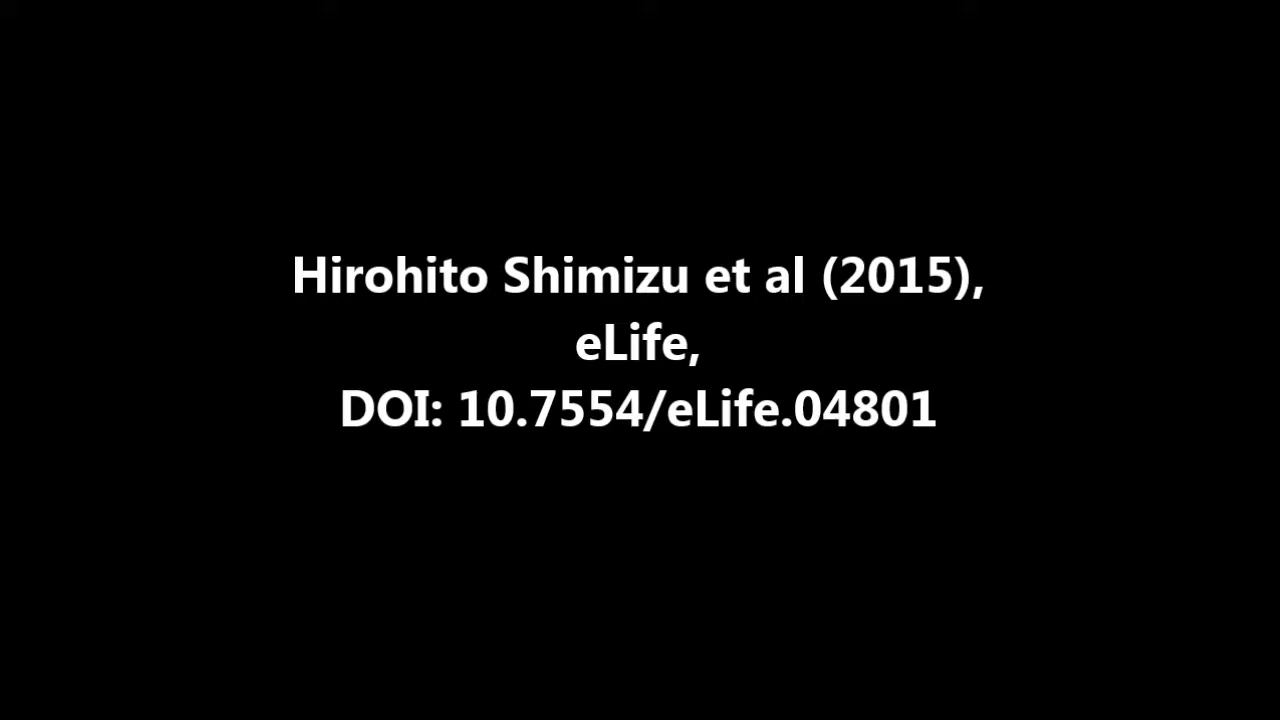 Hirohito Shimizu et al (2015),
eLife,
DOI: 10.7554/eLife.04801